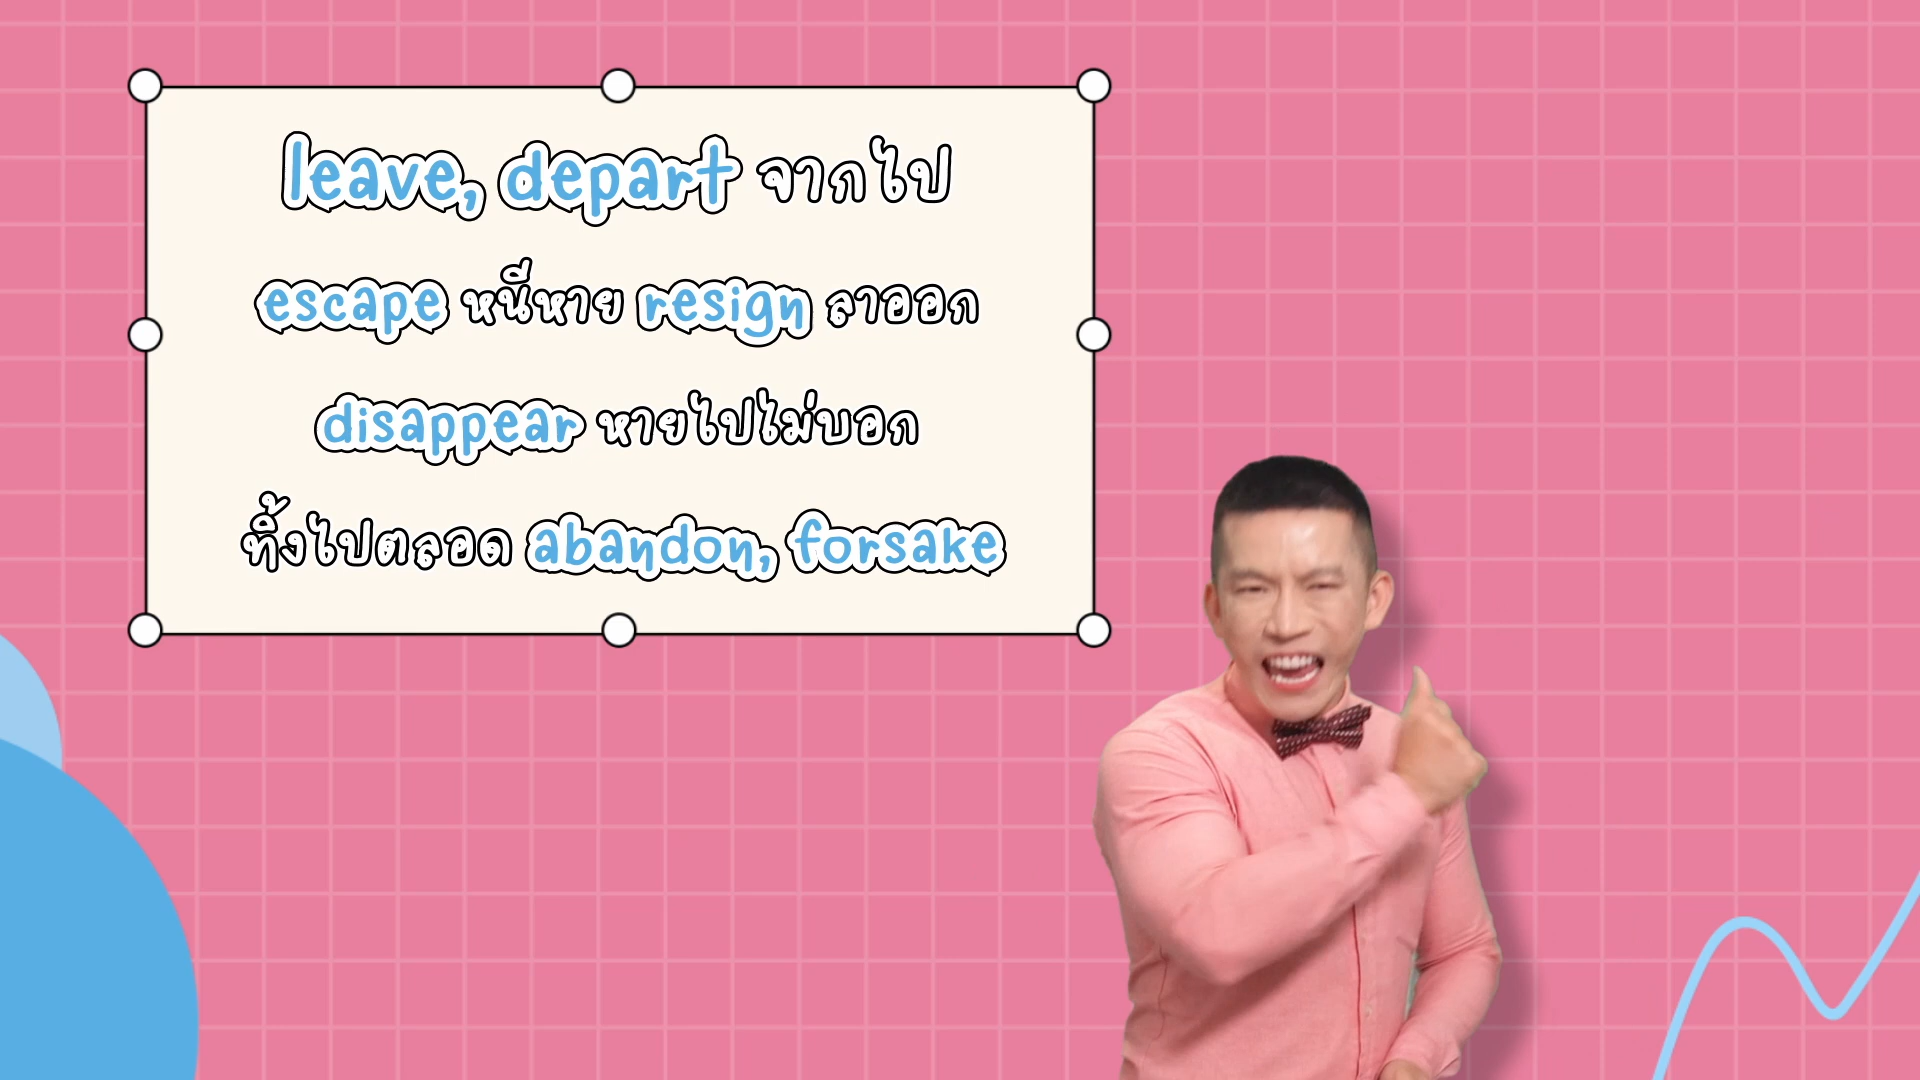 leave, depart จากไป
escape หนีหาย resign ลาออก
disappear หายไปไม่บอก
ทิ้งไปตลอด abandon, forsake